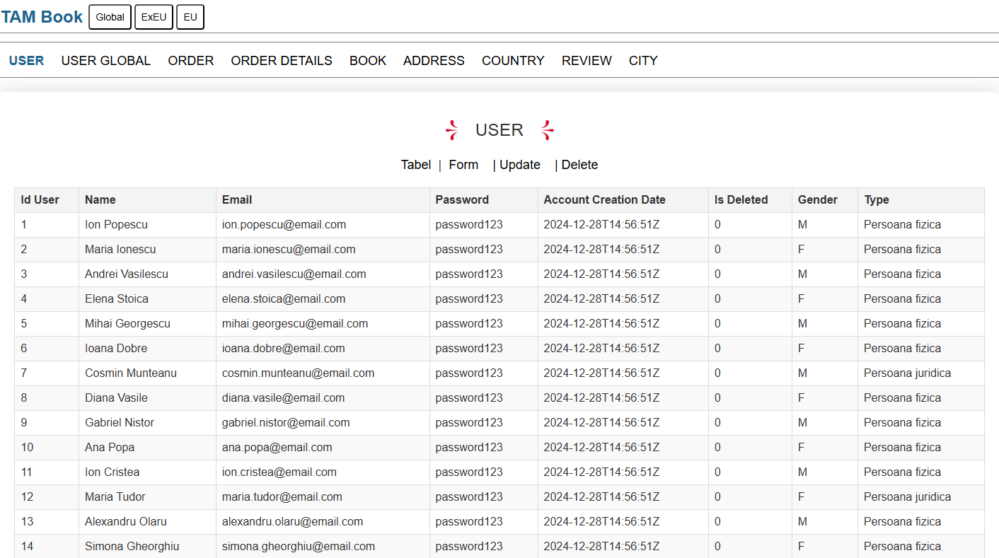 TAM Book Global ExEU EU
USER USER GLOBAL ORDER ORDER DETAILS BOOK ADDRESS COUNTRY REVIEW CITY
USER
Tabel | Form | Update | Delete
Id User Name Email Password Account Creation Date Is Deleted Gender Type
1 Ion Popescu ion.popescu@email.com password123 2024-12-28T14:56:51Z 0 M Persoana fizica
2 Maria Ionescu maria.ionescu@email.com password123 2024-12-28T14:56:51Z 0 F Persoana fizica
3 Andrei Vasilescu andrei.vasilescu@email.com password123 2024-12-28T14:56:51Z 0 M Persoana fizica
4 Elena Stoica elena.stoica@email.com password123 2024-12-28T14:56:51Z 0 F Persoana fizica
5 Mihai Georgescu mihai.georgescu@email.com password123 2024-12-28T14:56:51Z 0 M Persoana fizica
6 Ioana Dobre ioana.dobre@email.com password123 2024-12-28T14:56:51Z 0 F Persoana fizica
7 Cosmin Munteanu cosmin.munteanu@email.com password123 2024-12-28T14:56:51Z 0 M Persoana juridica
8 Diana Vasile diana.vasile@email.com password123 2024-12-28T14:56:51Z 0 F Persoana fizica
9 Gabriel Nistor gabriel.nistor@email.com password123 2024-12-28T14:56:51Z 0 M Persoana fizica
10 Ana Popa ana.popa@email.com password123 2024-12-28T14:56:51Z 0 F Persoana fizica
11 Ion Cristea ion.cristea@email.com password123 2024-12-28T14:56:51Z 0 M Persoana fizica
12 Maria Tudor maria.tudor@email.com password123 2024-12-28T14:56:51Z 0 F Persoana juridica
13 Alexandru Olaru alexandru.olaru@email.com password123 2024-12-28T14:56:51Z 0 M Persoana fizica
14 Simona Gheorghiu simona.gheorghiu@email.com password123 2024-12-28T14:56:51Z 0 F Persoana fizica